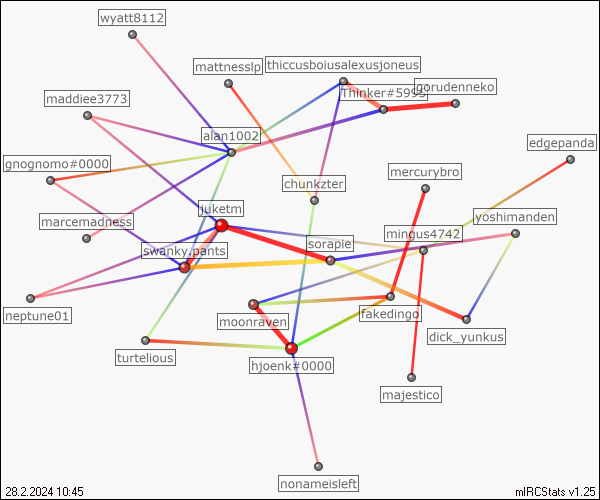 wyatt8112
thiccusboiusalexusjoneus
mattnesslp
gorudenneko
Thinker#5995
maddiee3773
alan1002
edgepanda
gnognomo#0000
mercurybro
chunkzter
juketm
yoshimanden
marcemadness
mingus4742
sorapie
swanky.pants
neptune01
fakedingo
moonraven
dick_yunkus
turtelious
hjoenk#0000
majestico
nonameisleft
28.2.2024 10:45
mIRCStats v1.25